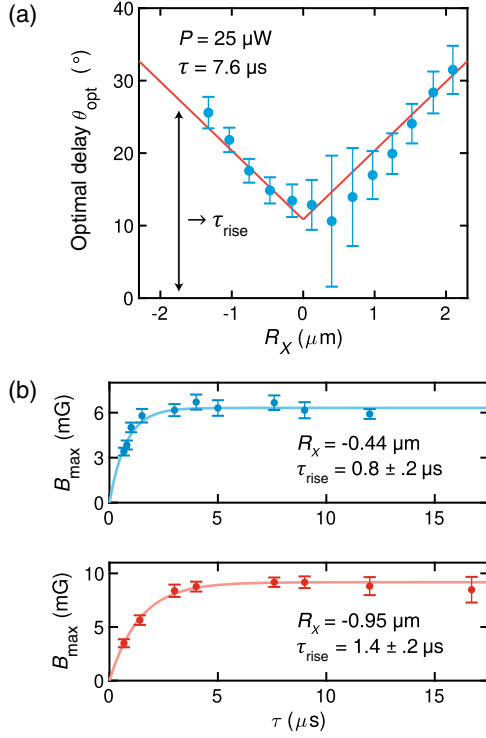 (a)
P = 25 µW
τ = 7.6 µs
Optimal delay θopt (°)
40
30
20
10
0
→ τrise
-2 -1 0 1 2
RX (µm)
(b)
Bmax (mG)
6
3
0
RX = -0.44 µm
τrise = 0.8 ± .2 µs
0 5 10 15
Bmax (mG)
10
5
0
RX = -0.95 µm
τrise = 1.4 ± .2 µs
0 5 10 15
τ (µs)